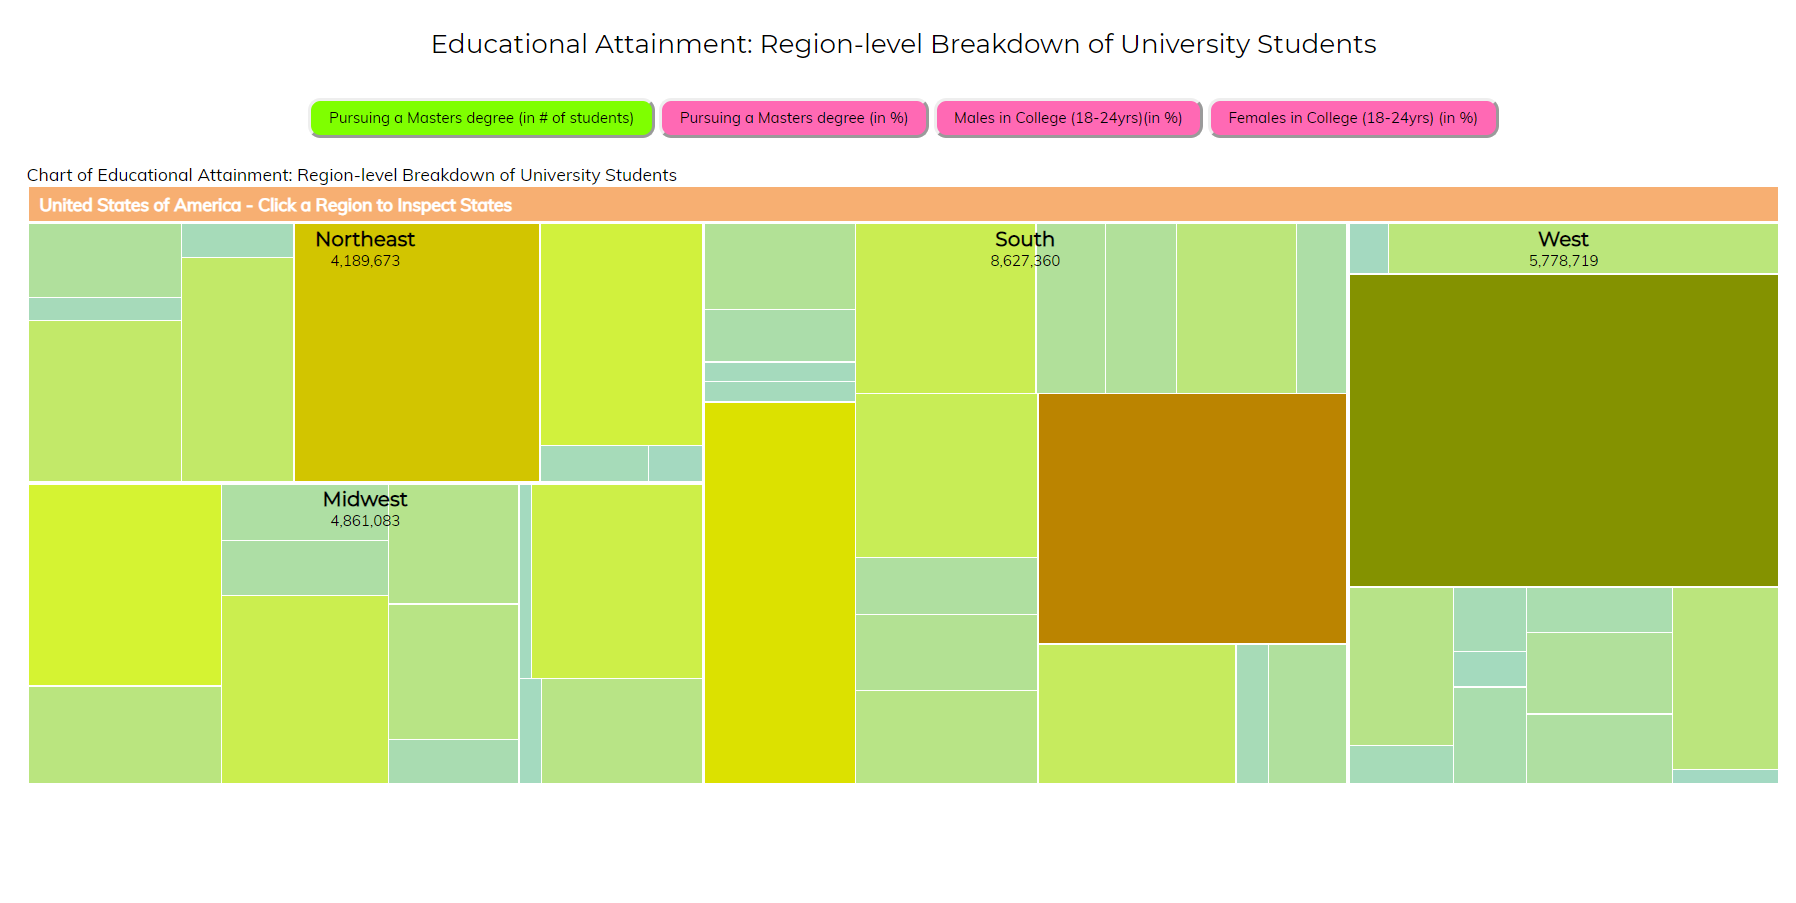 Educational Attainment: Region-level Breakdown of University Students
Pursuing a Masters degree (in # of students)
Pursuing a Masters degree (in %)
Males in College (18-24yrs)(in %)
Females in College (18-24yrs) (in %)
Chart of Educational Attainment: Region-level Breakdown of University Students
United States of America - Click a Region to Inspect States
Northeast
4,189,673
South
8,627,360
West
5,778,719
Midwest
4,861,083